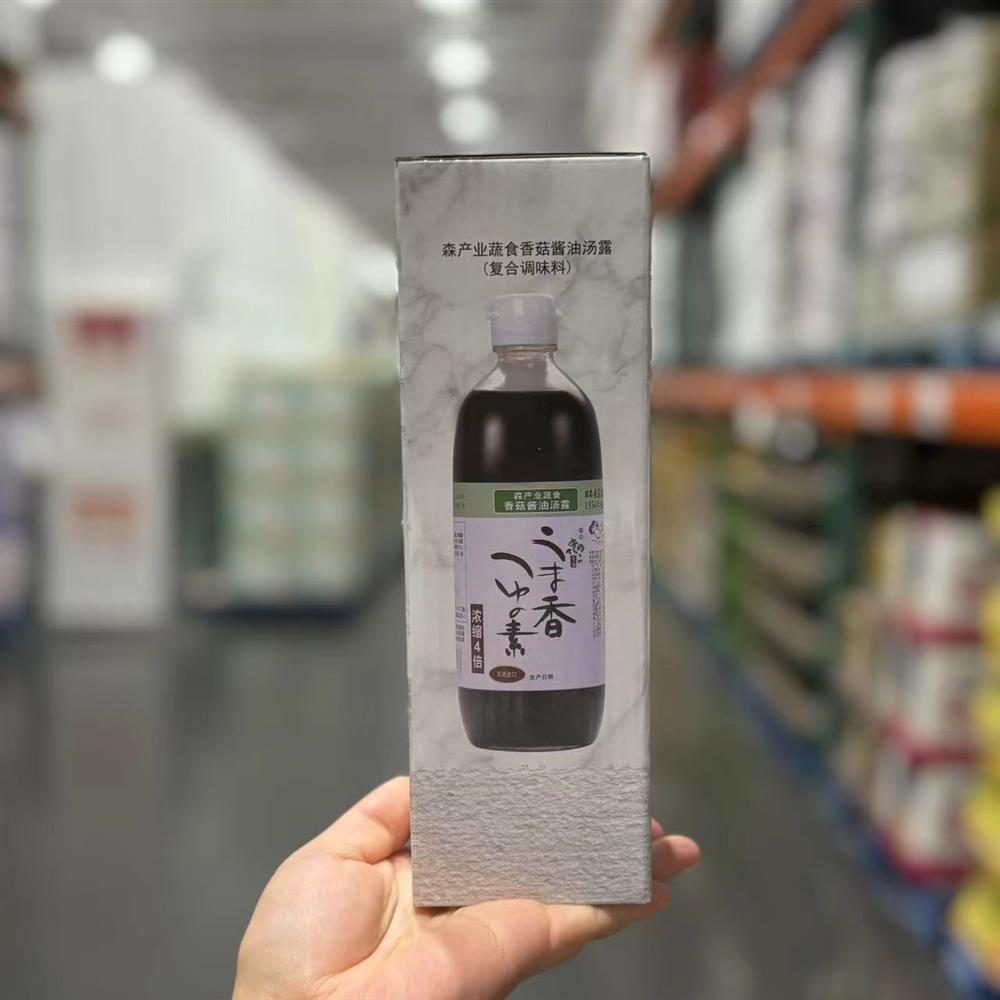 森产业蔬食香菇酱油汤露
(复合调味料)
森产业蔬食
香菇酱油汤露
うま香
つゆの素
浓缩4倍
生产日期